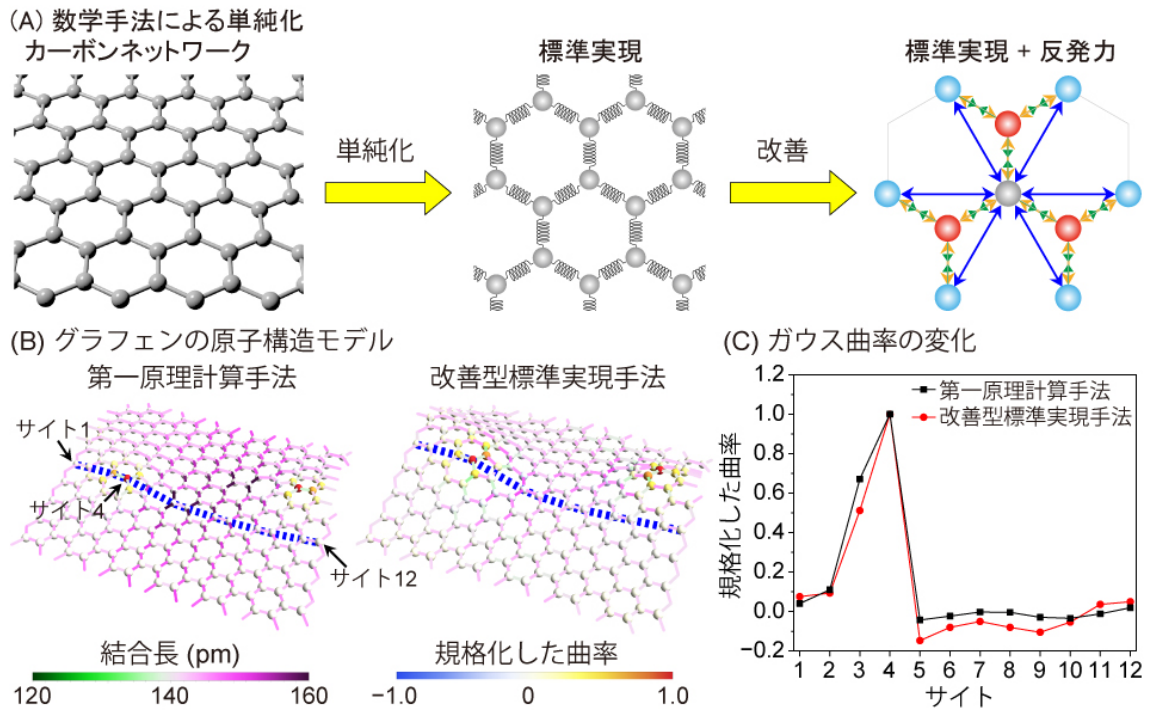 (A) 数学手法による単純化
カーボンネットワーク
標準実現
標準実現 + 反発力
単純化
改善
(B) グラフェンの原子構造モデル
第一原理計算手法
改善型標準実現手法
サイト1
サイト4
サイト12
結合長 (pm)
120 140 160
規格化した曲率
−1.0 0 1.0
(C) ガウス曲率の変化
第一原理計算手法
改善型標準実現手法
規格化した曲率
1.2
1.0
0.8
0.6
0.4
0.2
0.0
−0.2
1 2 3 4 5 6 7 8 9 10 11 12
サイト